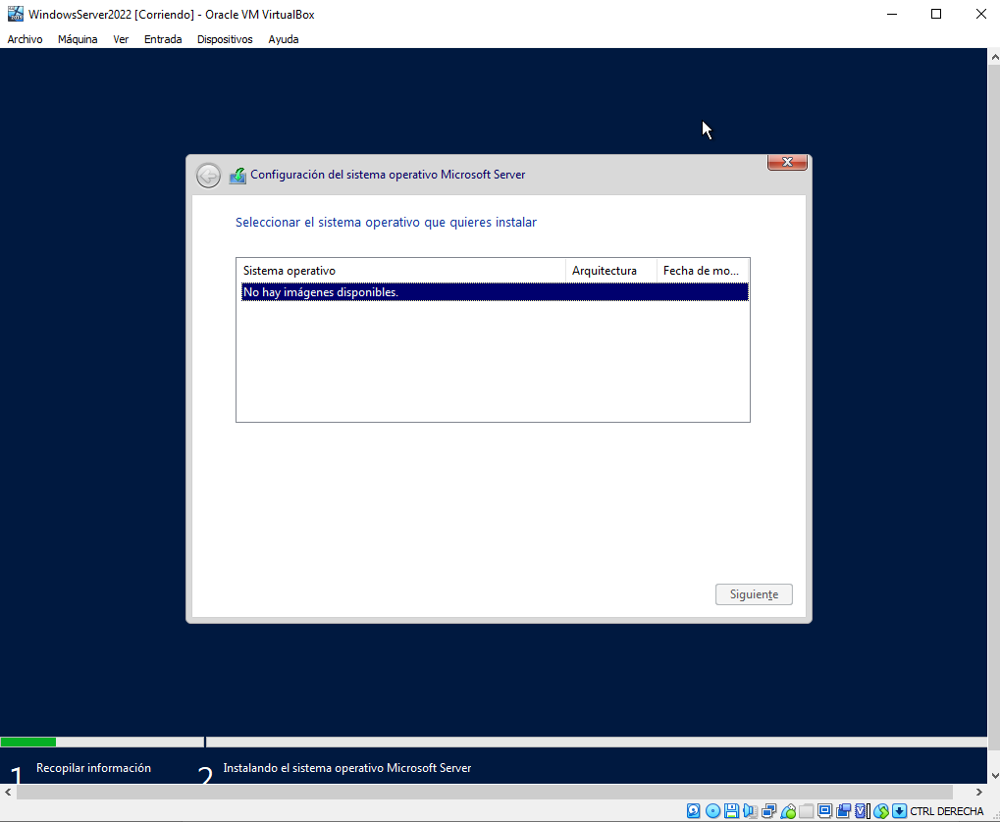 WindowsServer2022 [Corriendo] - Oracle VM VirtualBox
Archivo Máquina Ver Entrada Dispositivos Ayuda
Configuración del sistema operativo Microsoft Server
Seleccionar el sistema operativo que quieres instalar
Sistema operativo Arquitectura Fecha de mo...
No hay imágenes disponibles.
Siguiente
1 Recopilar información 2 Instalando el sistema operativo Microsoft Server
CTRL DERECHA